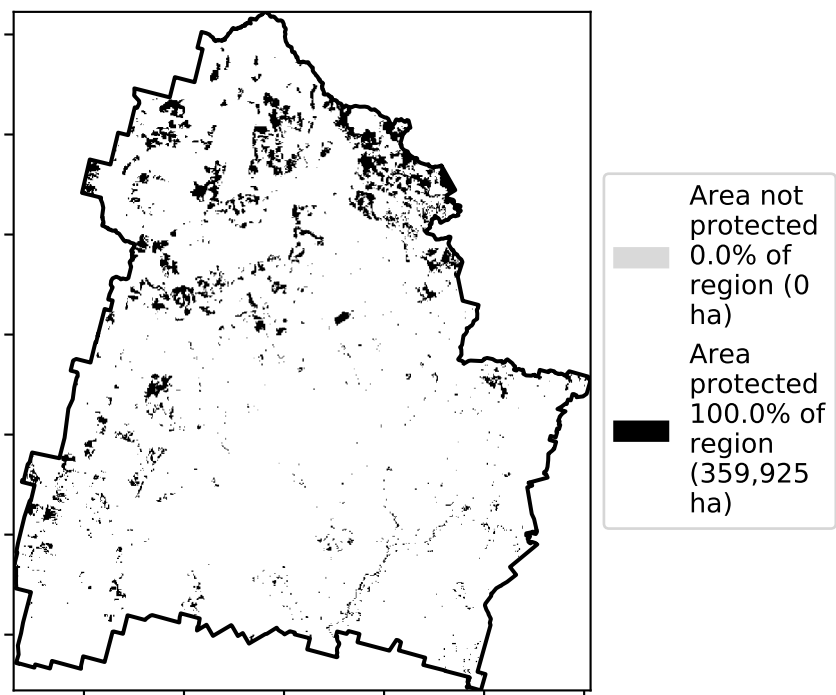 Area not
protected
0.0% of
region (0
ha)
Area
protected
100.0% of
region
(359,925
ha)